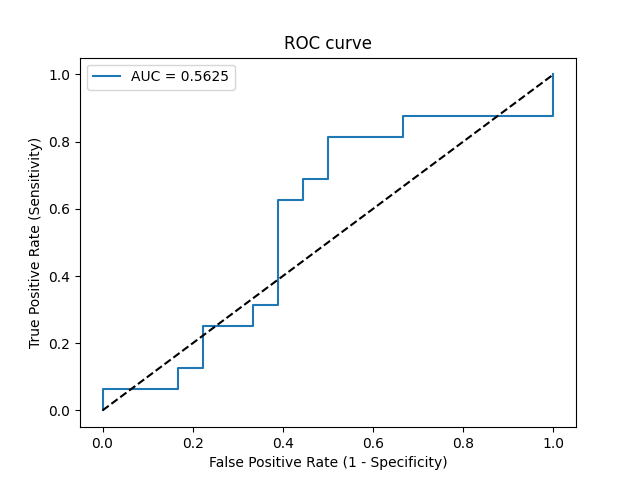 ROC curve
AUC = 0.5625
1.0
0.8
0.6
0.4
0.2
0.0
True Positive Rate (Sensitivity)
0.0 0.2 0.4 0.6 0.8 1.0
False Positive Rate (1 - Specificity)